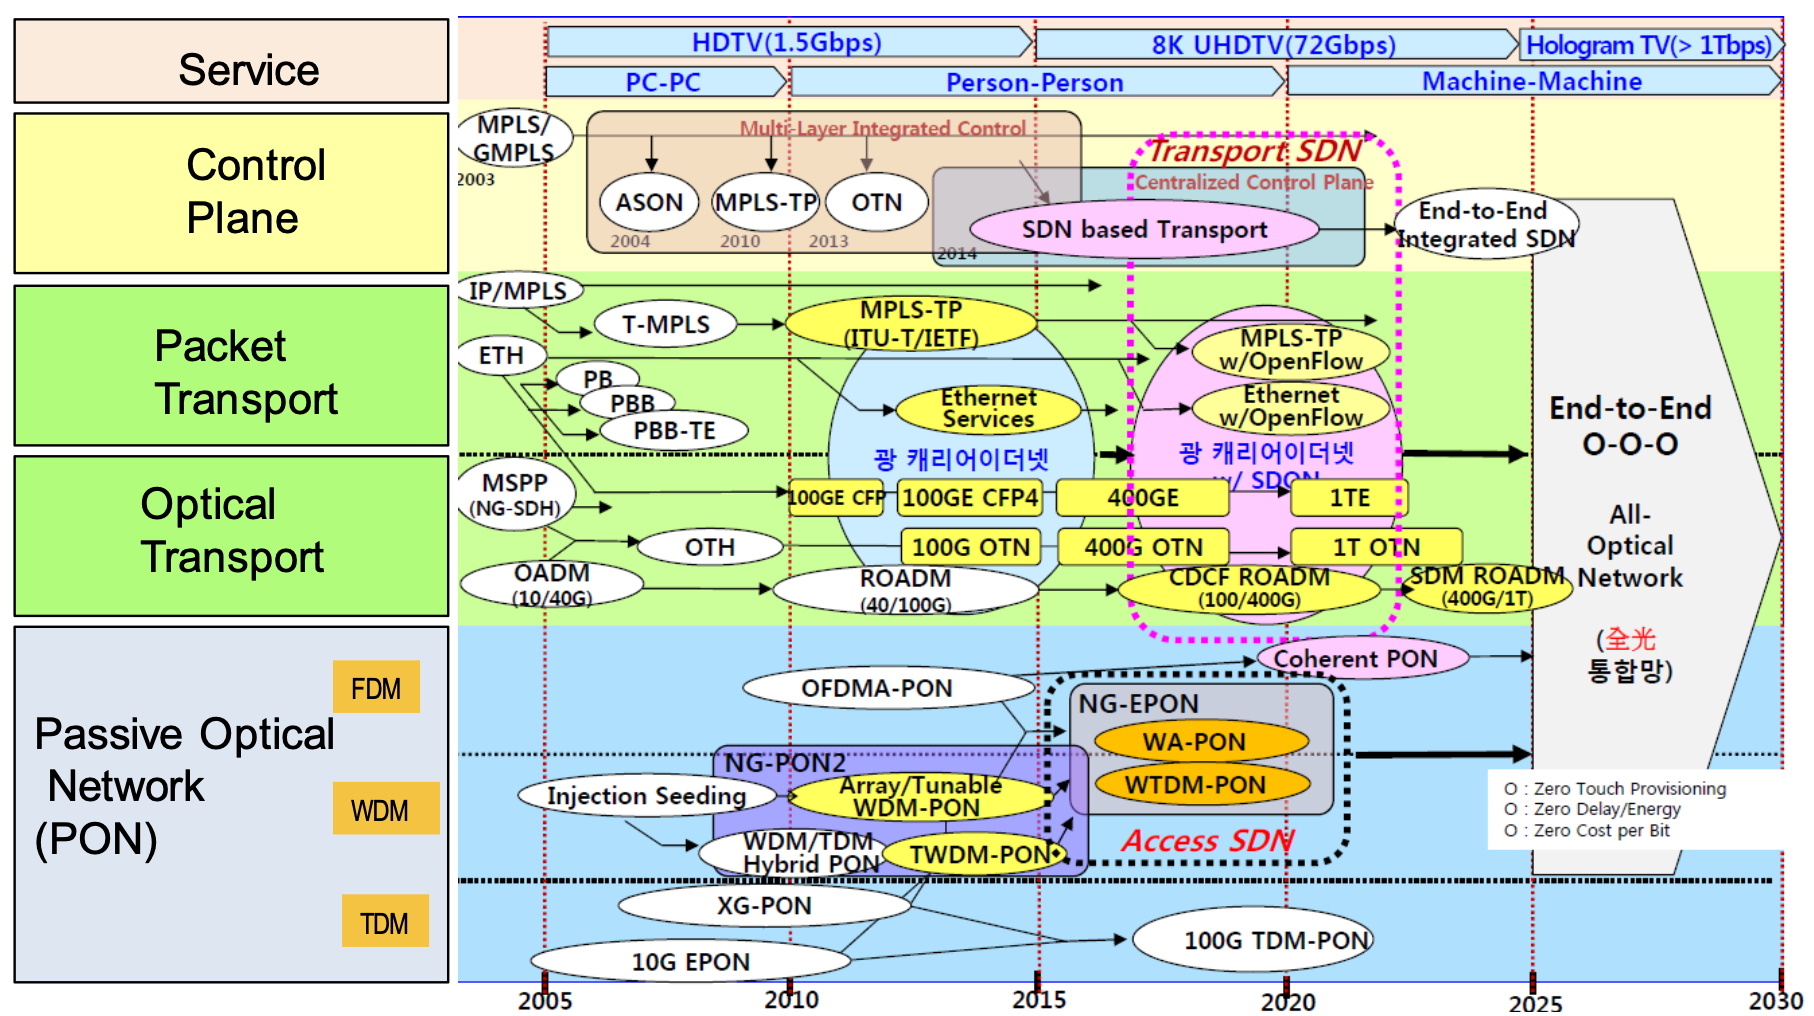 Service
HDTV(1.5Gbps)
8K UHDTV(72Gbps)
Hologram TV(> 1Tbps)
PC-PC
Person-Person
Machine-Machine
Control
Plane
MPLS/
GMPLS
2003
Multi-Layer Integrated Control
ASON
MPLS-TP
OTN
2004
2010
2013
2014
Transport SDN
Centralized Control Plane
SDN based Transport
End-to-End
Integrated SDN
Packet
Transport
IP/MPLS
T-MPLS
MPLS-TP
(ITU-T/IETF)
MPLS-TP
w/OpenFlow
ETH
PB
PBB
PBB-TE
Ethernet
Services
Ethernet
w/OpenFlow
광 캐리어이더넷
광 캐리어이더넷
w/ SDON
Optical
Transport
MSPP
(NG-SDH)
100GE CFP
100GE CFP4
400GE
1TE
OTH
100G OTN
400G OTN
1T OTN
OADM
(10/40G)
ROADM
(40/100G)
CDCF ROADM
(100/400G)
SDM ROADM
(400G/1T)
End-to-End
O-O-O
All-
Optical
Network
(全光
통합망)
Passive Optical
Network
(PON)
FDM
WDM
TDM
OFDMA-PON
Coherent PON
NG-EPON
WA-PON
WTDM-PON
Access SDN
NG-PON2
Injection Seeding
Array/Tunable
WDM-PON
WDM/TDM
Hybrid PON
TWDM-PON
XG-PON
10G EPON
100G TDM-PON
O : Zero Touch Provisioning
O : Zero Delay/Energy
O : Zero Cost per Bit
2005
2010
2015
2020
2025
2030